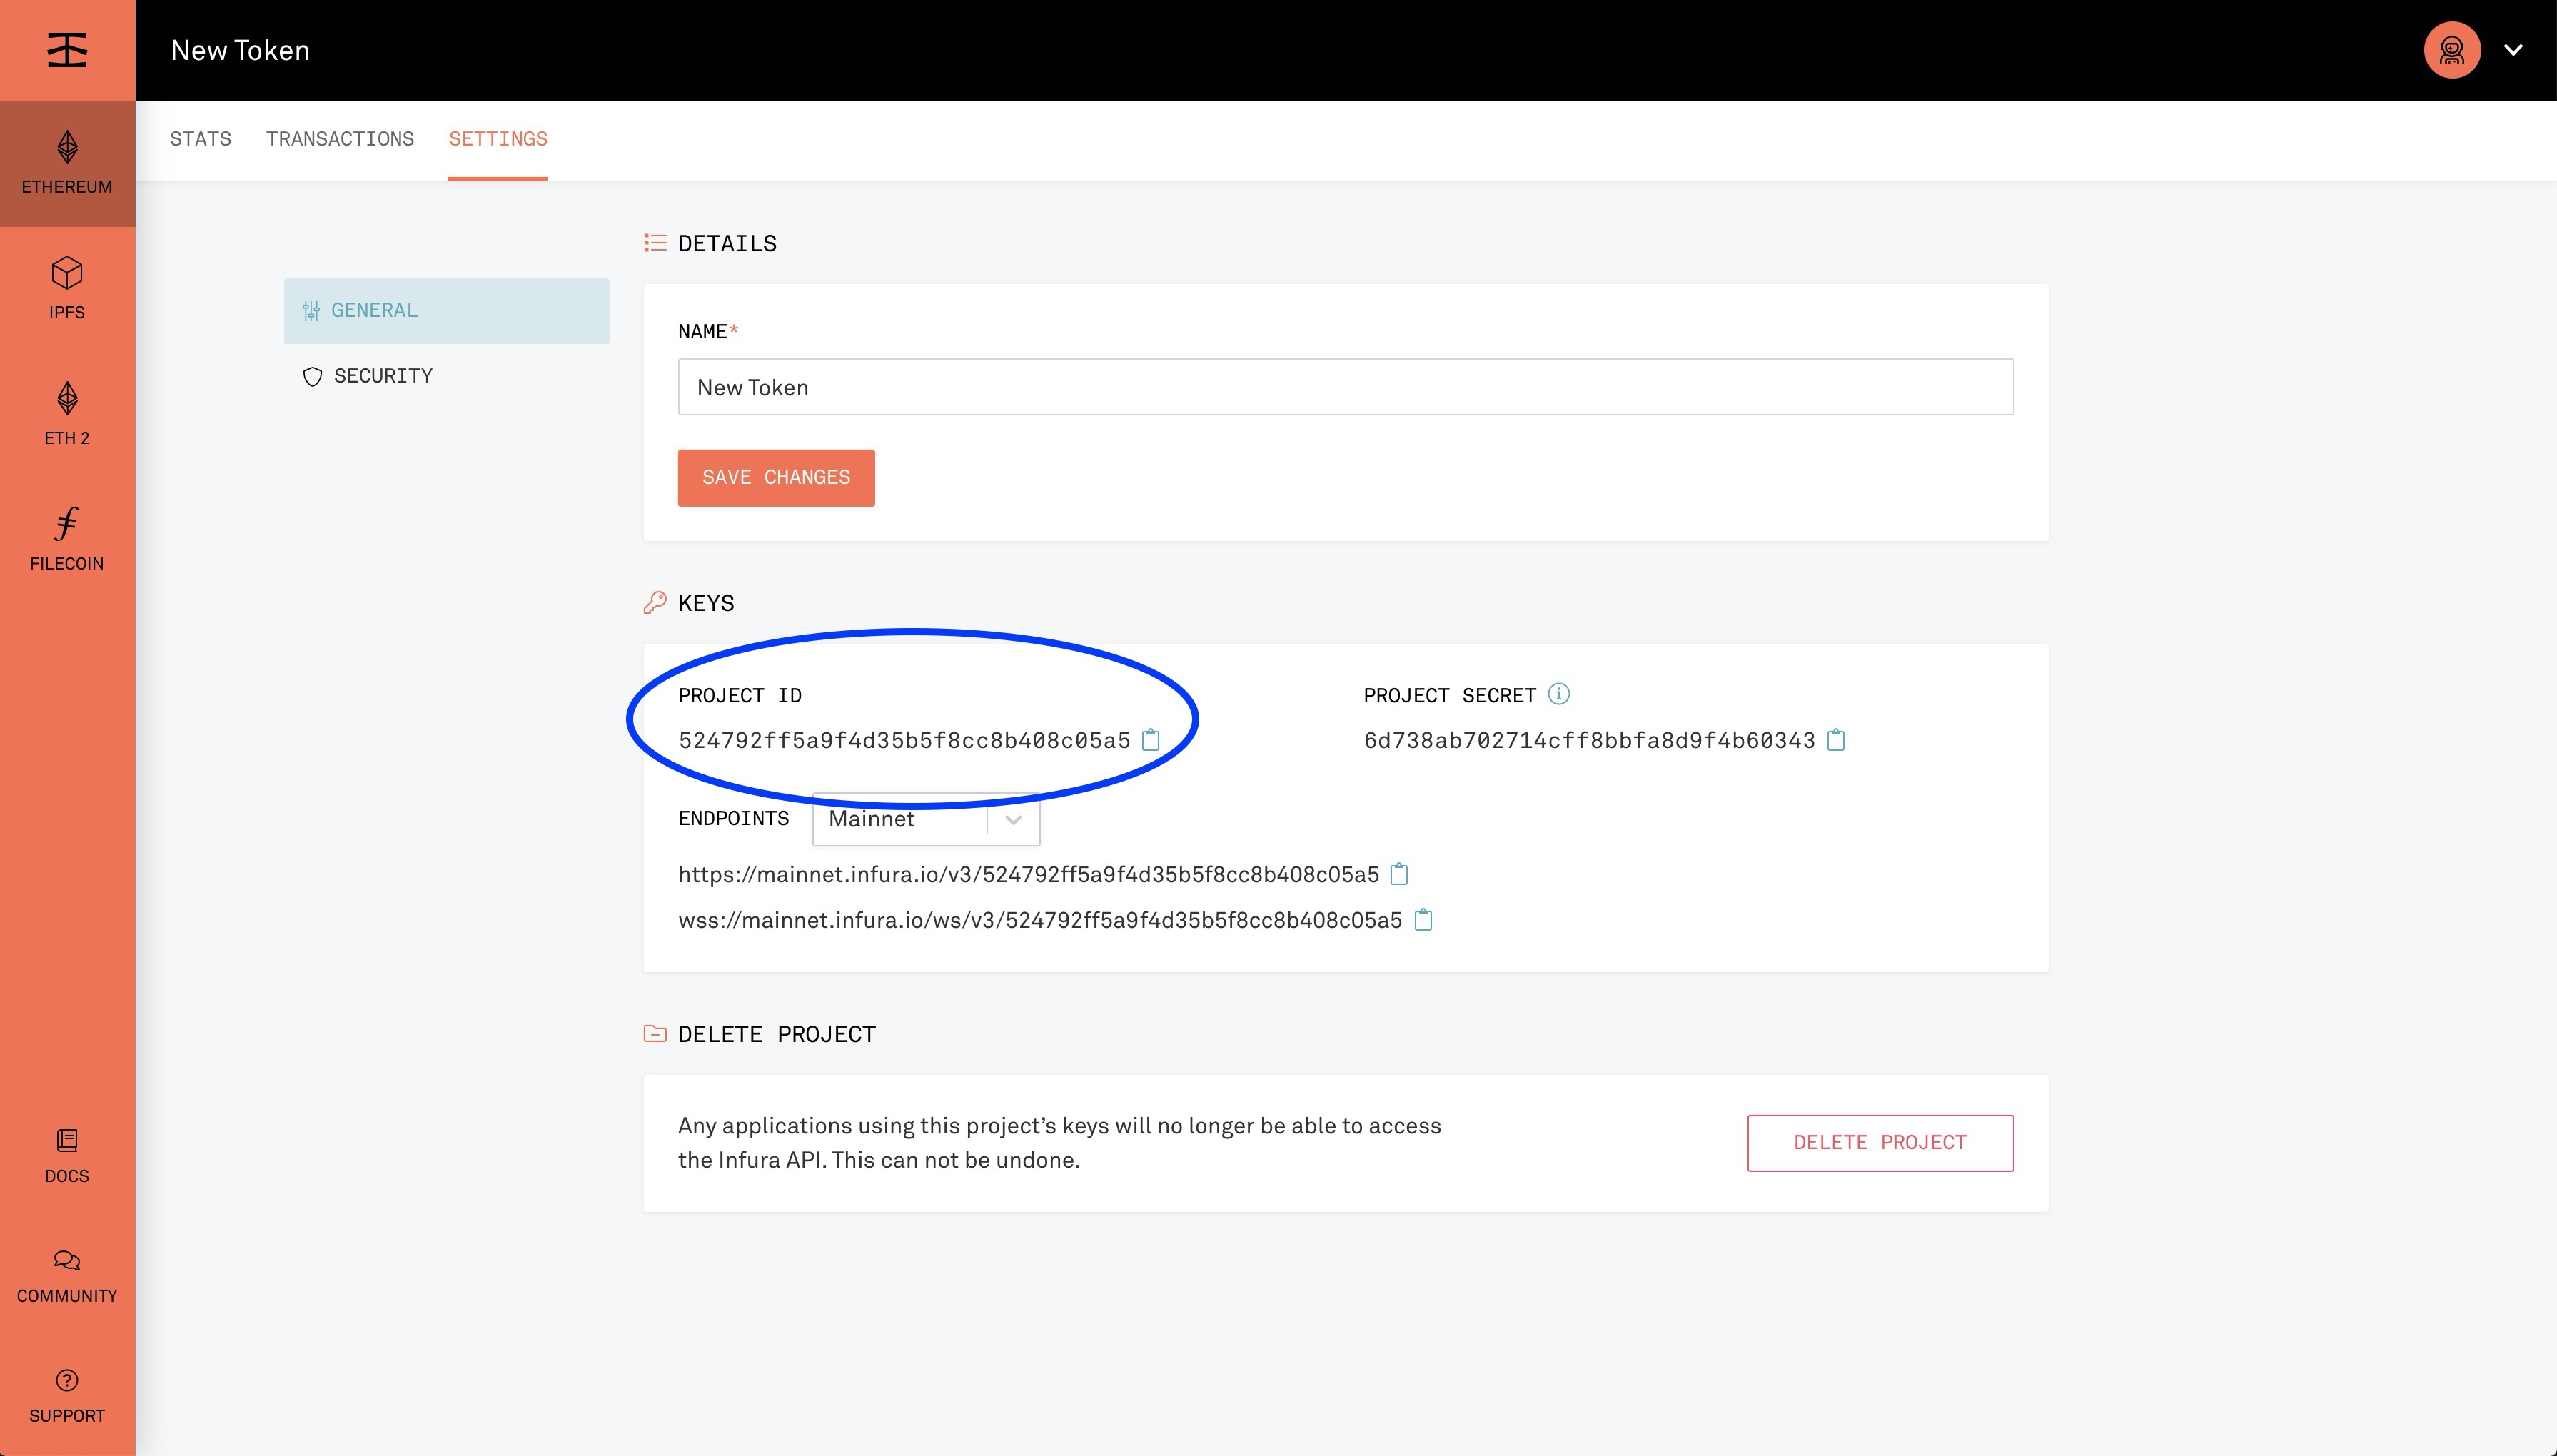 New Token
ETHEREUM
IPFS
ETH 2
FILECOIN
DOCS
COMMUNITY
SUPPORT
STATS TRANSACTIONS SETTINGS
GENERAL
SECURITY
DETAILS
NAME*
New Token
SAVE CHANGES
KEYS
PROJECT ID
524792ff5a9f4d35b5f8cc8b408c05a5
PROJECT SECRET
6d738ab702714cff8bbfa8d9f4b60343
ENDPOINTS Mainnet
https://mainnet.infura.io/v3/524792ff5a9f4d35b5f8cc8b408c05a5
wss://mainnet.infura.io/ws/v3/524792ff5a9f4d35b5f8cc8b408c05a5
DELETE PROJECT
Any applications using this project’s keys will no longer be able to access
the Infura API. This can not be undone.
DELETE PROJECT